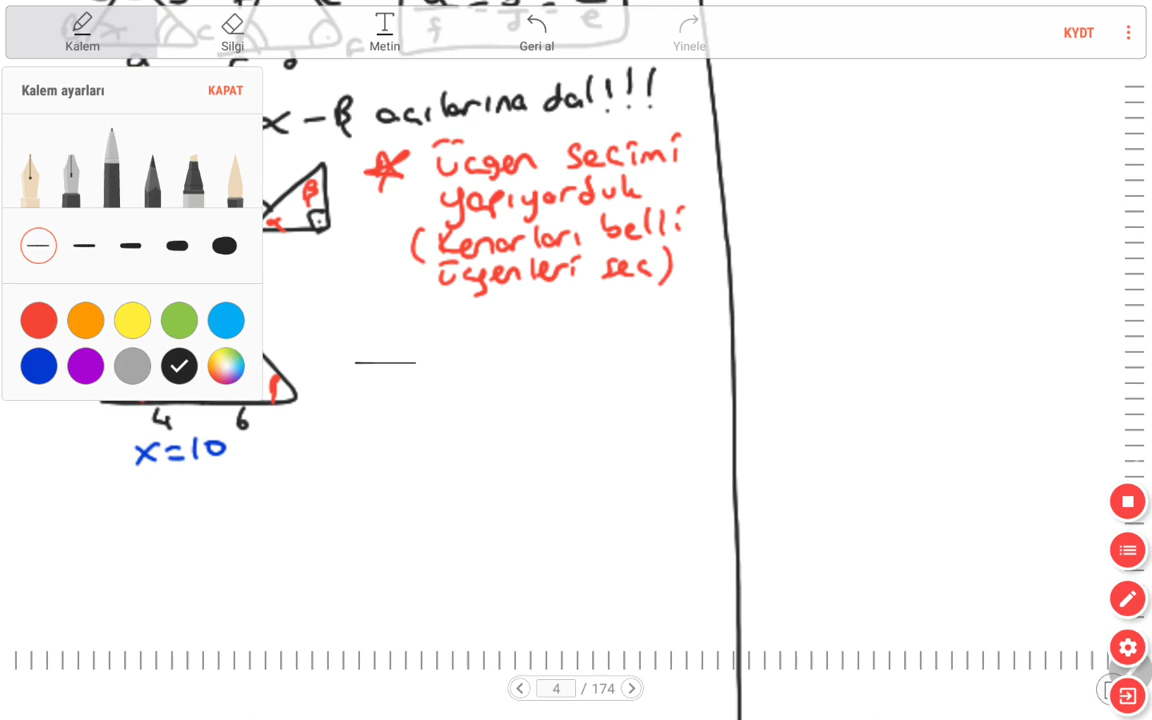 Kalem
Silgi
Metin
Geri al
Yinele
KYDT
Kalem ayarları
KAPAT
α - β açılarına dal!!!
Üçgen Seçimi
yapıyorduk
(Kenarları belli
üçgenleri seç)
β
α
4 6
x=10
4 / 174